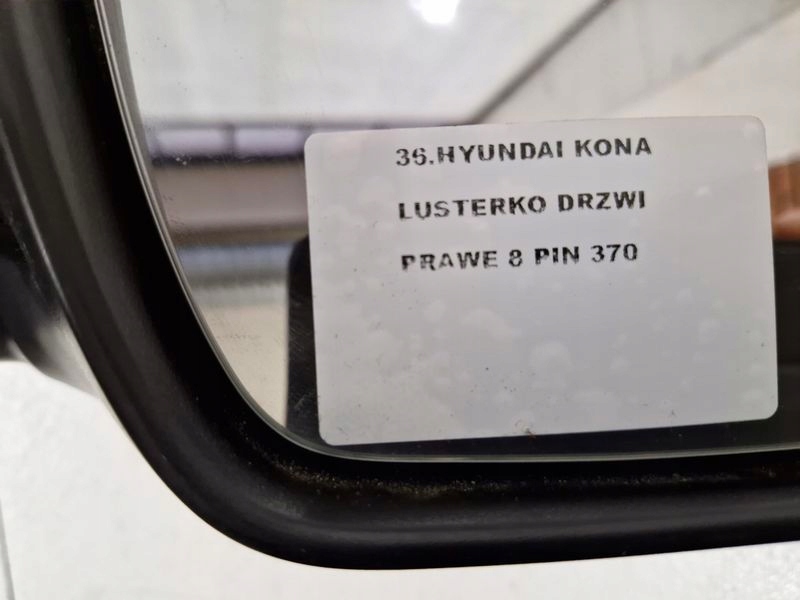 36.HYUNDAI KONA
LUSTERKO DRZWI
PRAWE 8 PIN 370